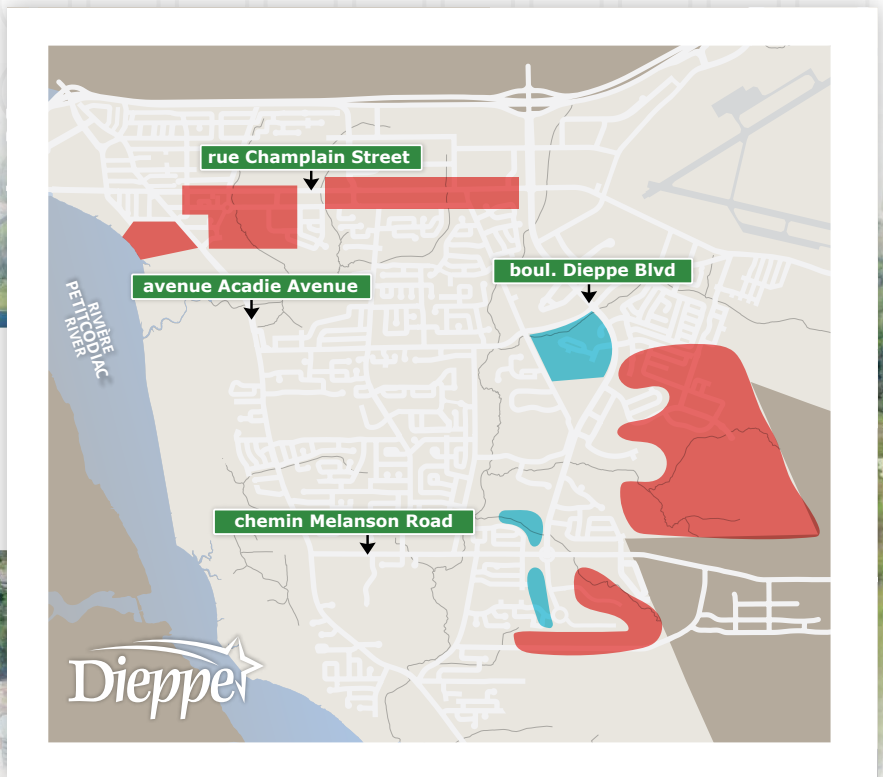 rue Champlain Street
boul. Dieppe Blvd
avenue Acadie Avenue
RIVIÈRE
PETITCODIAC
RIVER
chemin Melanson Road
Dieppe